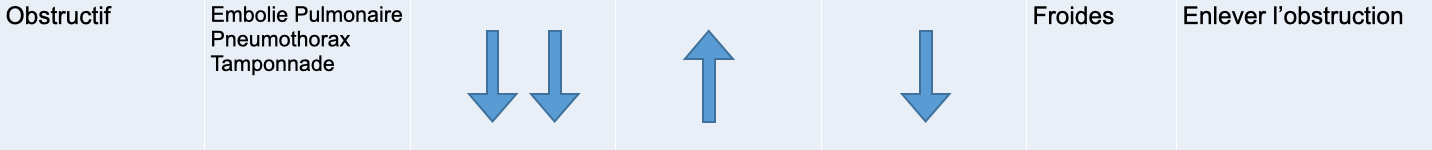 Obstructif
Embolie Pulmonaire
Pneumothorax
Tamponnade
Froides
Enlever l’obstruction